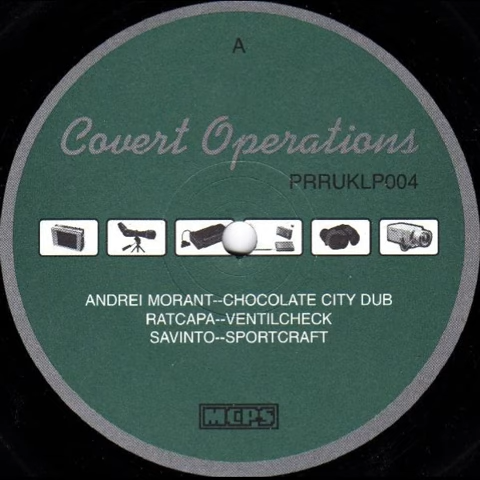 A
Covert Operations
PRRUKLP004
ANDREI MORANT--CHOCOLATE CITY DUB
RATCAPA--VENTILCHECK
SAVINTO--SPORTCRAFT
MCPS